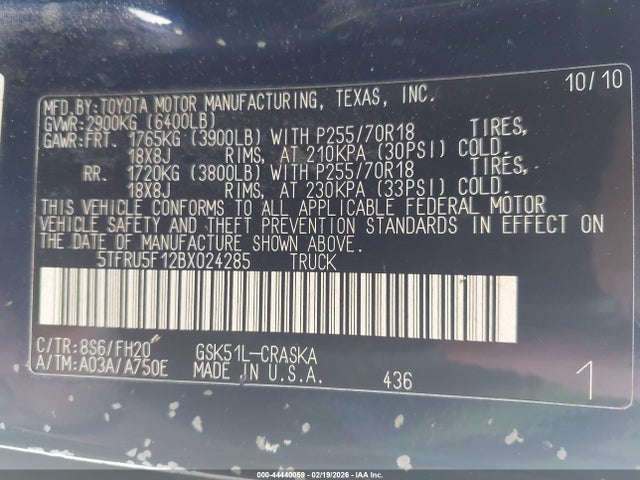 10/10
MFD.BY:TOYOTA MOTOR MANUFACTURING, TEXAS, INC.
GVWR:2900KG (6400LB)
GAWR:FRT. 1765KG (3900LB) WITH P255/70R18 TIRES,
18X8J RIMS, AT 210KPA (30PSI) COLD.
RR. 1720KG (3800LB) WITH P255/70R18 TIRES,
18X8J RIMS, AT 230KPA (33PSI) COLD.
THIS VEHICLE CONFORMS TO ALL APPLICABLE FEDERAL MOTOR
VEHICLE SAFETY AND THEFT PREVENTION STANDARDS IN EFFECT ON
THE DATE OF MANUFACTURE SHOWN ABOVE.
5TFRU5F12BX024285 TRUCK
C/TR:8S6/FH20 GSK51L-CRASKA
A/TM:A03A/A750E MADE IN U.S.A. 436 1
000-44440059 - 02/19/2026 - IAA Inc.